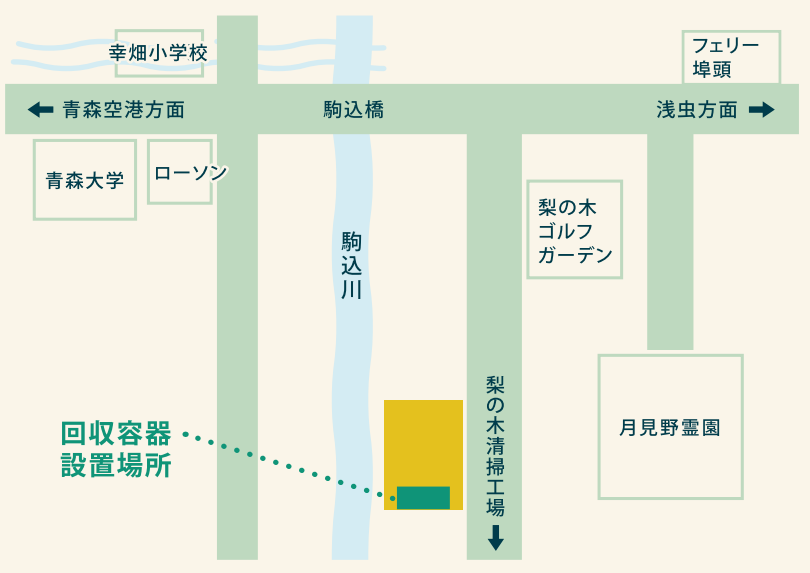 幸畑小学校
フェリー
埠頭
青森空港方面
駒込橋
浅虫方面
青森大学
ローソン
梨の木
ゴルフ
ガーデン
駒込川
梨の木清掃工場
月見野霊園
回収容器
設置場所